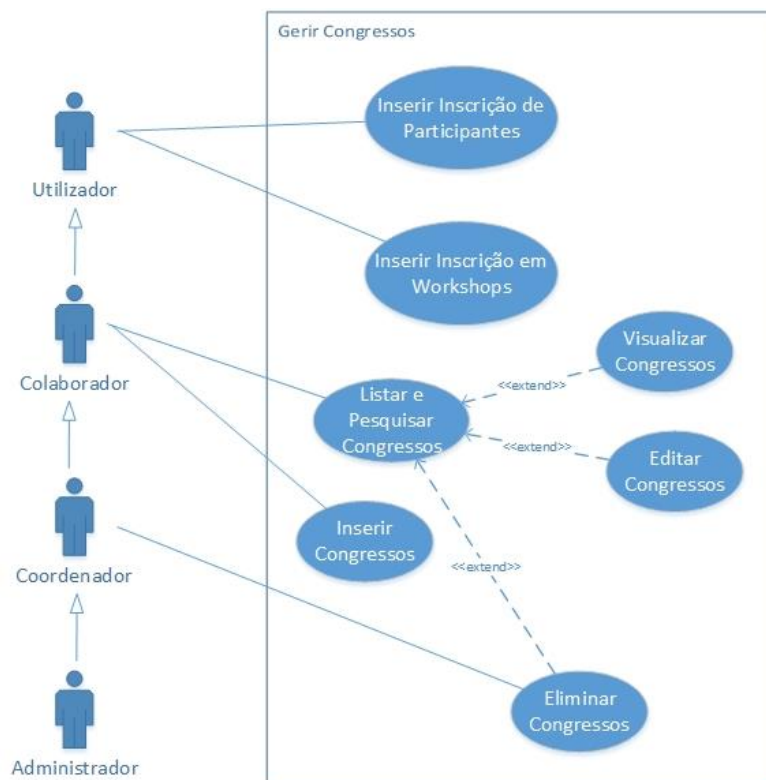 Gerir Congressos
Inserir Inscrição de
Participantes
Utilizador
Inserir Inscrição em
Workshops
Visualizar
Congressos
<<extend>>
Colaborador
Listar e
Pesquisar
Congressos
<<extend>>
Editar
Congressos
Inserir
Congressos
Coordenador
<<extend>>
Eliminar
Congressos
Administrador